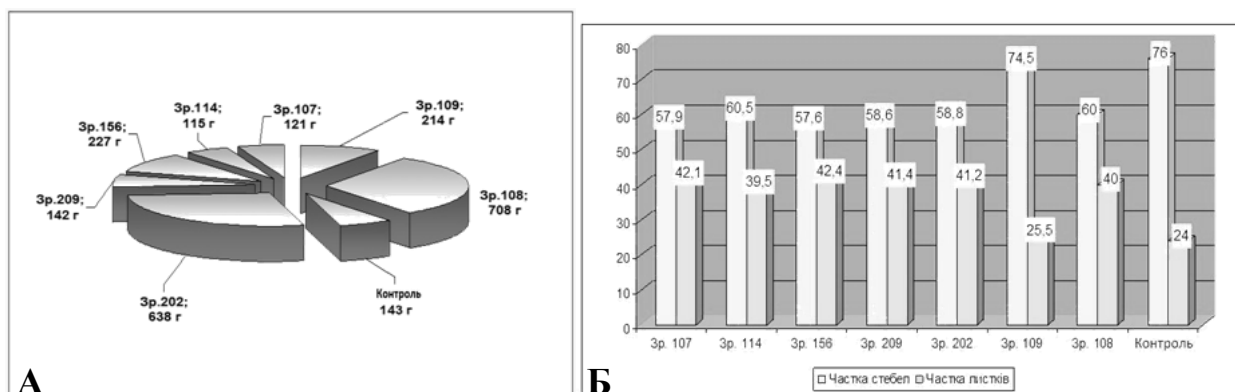 Зр.114;
115 г
Зр.107;
121 г
Зр.109;
214 г
Зр.156;
227 г
Зр.108;
708 г
Зр.209;
142 г
Контроль
143 г
Зр.202;
638 г
А
80
70
60
50
40
30
20
10
0
57,9
42,1
60,5
39,5
57,6
42,4
58,6
41,4
58,8
41,2
74,5
25,5
60
40
76
24
Зр. 107
Зр. 114
Зр. 156
Зр. 209
Зр. 202
Зр. 109
Зр. 108
Контроль
Частка стебел
Частка листків
Б